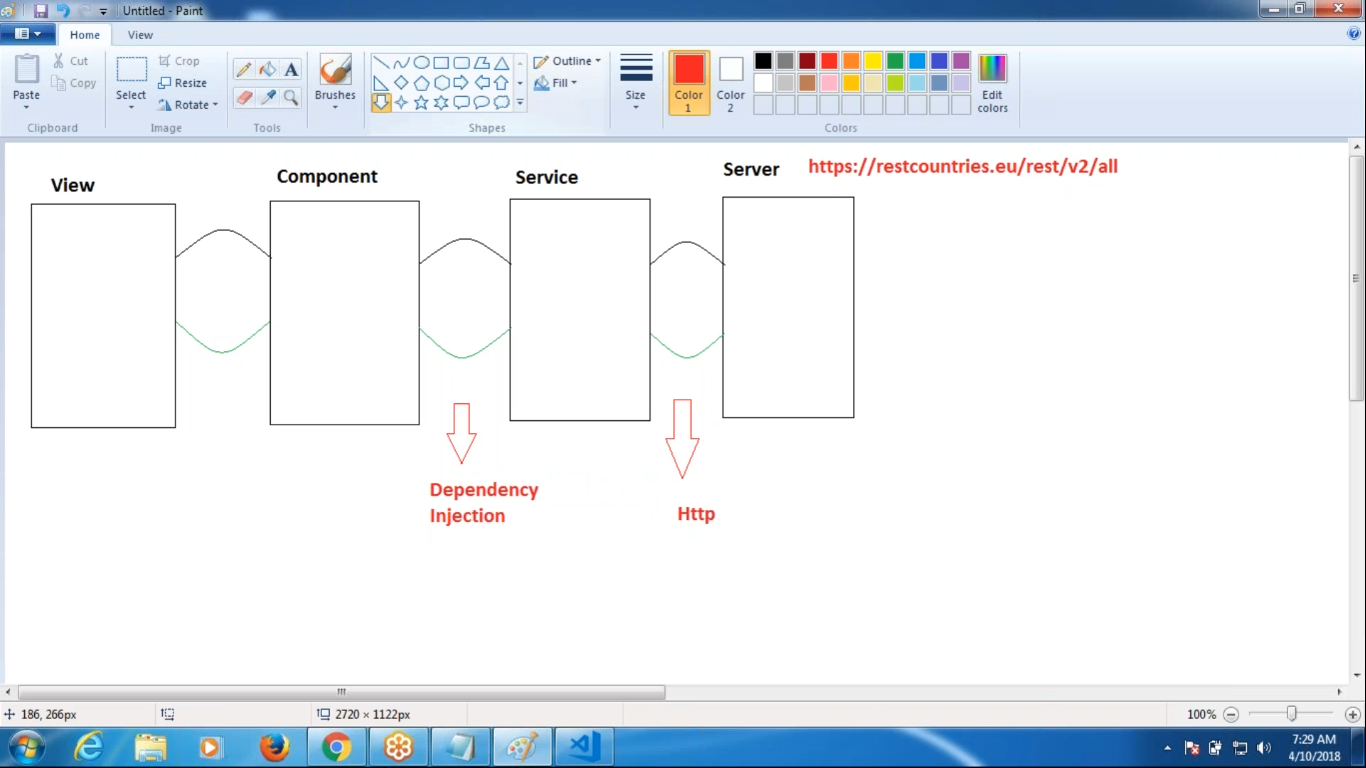 Untitled - Paint
Home
View
Paste
Cut
Copy
Clipboard
Select
Crop
Resize
Rotate
Image
A
Tools
Brushes
Outline
Fill
Shapes
Size
Color
1
Color
2
Edit
colors
Colors
View
Component
Service
Server
https://restcountries.eu/rest/v2/all
Dependency
Injection
Http
186, 266px
2720 × 1122px
100%
7:29 AM
4/10/2018